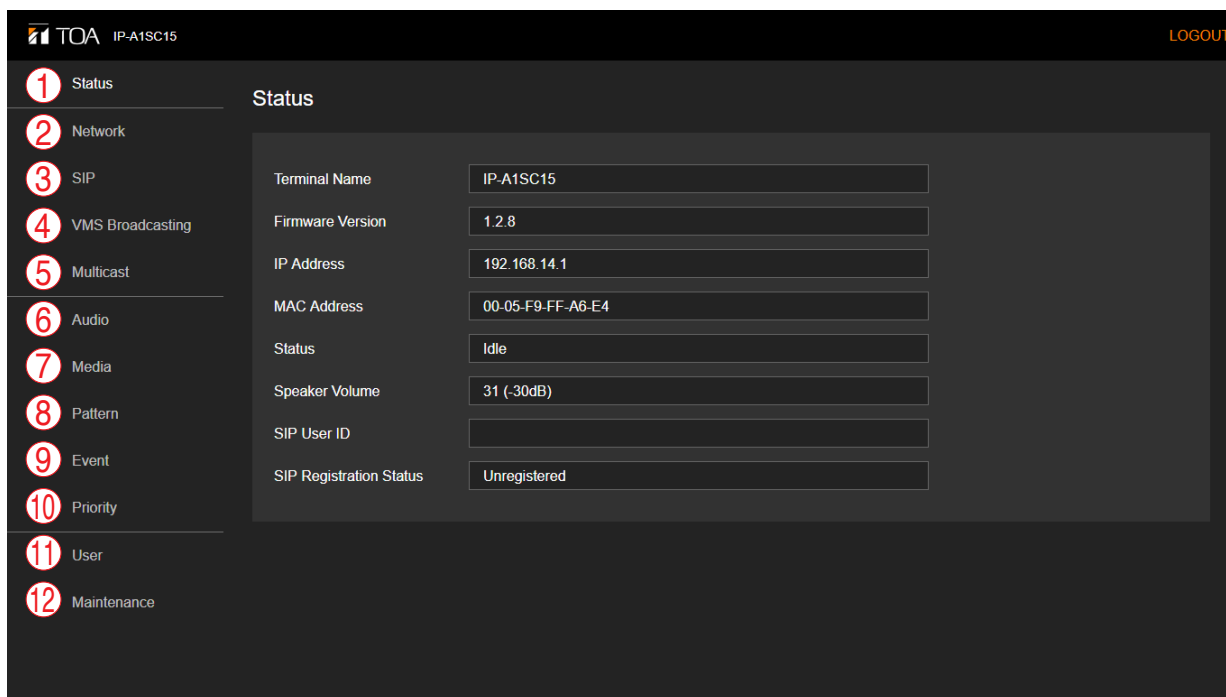 TOA IP-A1SC15 LOGOUT
1 Status
2 Network
3 SIP
4 VMS Broadcasting
5 Multicast
6 Audio
7 Media
8 Pattern
9 Event
10 Priority
11 User
12 Maintenance
Status
Terminal Name IP-A1SC15
Firmware Version 1.2.8
IP Address 192.168.14.1
MAC Address 00-05-F9-FF-A6-E4
Status Idle
Speaker Volume 31 (-30dB)
SIP User ID
SIP Registration Status Unregistered